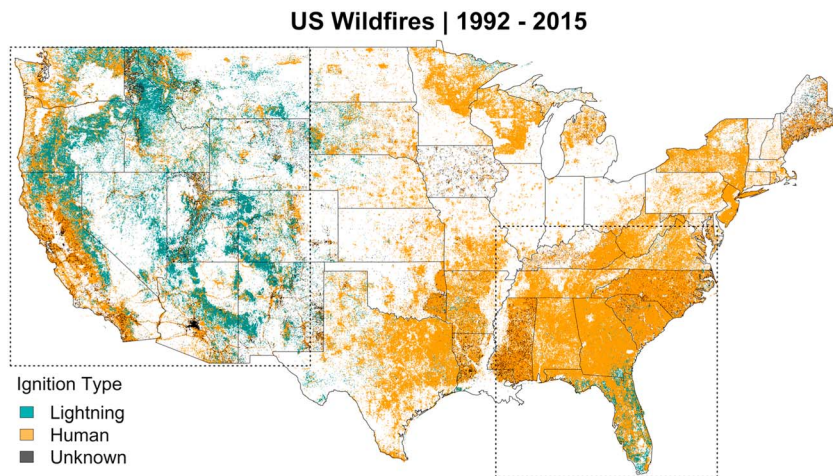 US Wildfires | 1992 - 2015
Ignition Type
Lightning
Human
Unknown